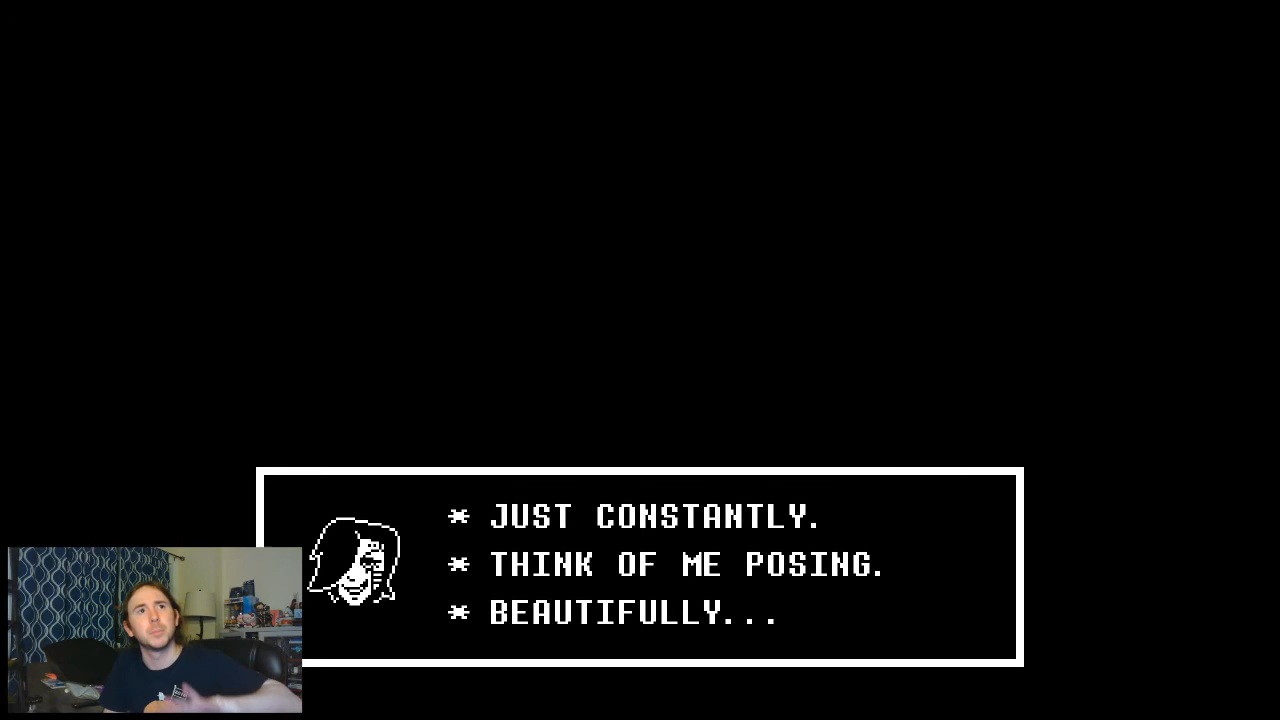 * JUST CONSTANTLY.
* THINK OF ME POSING.
* BEAUTIFULLY...